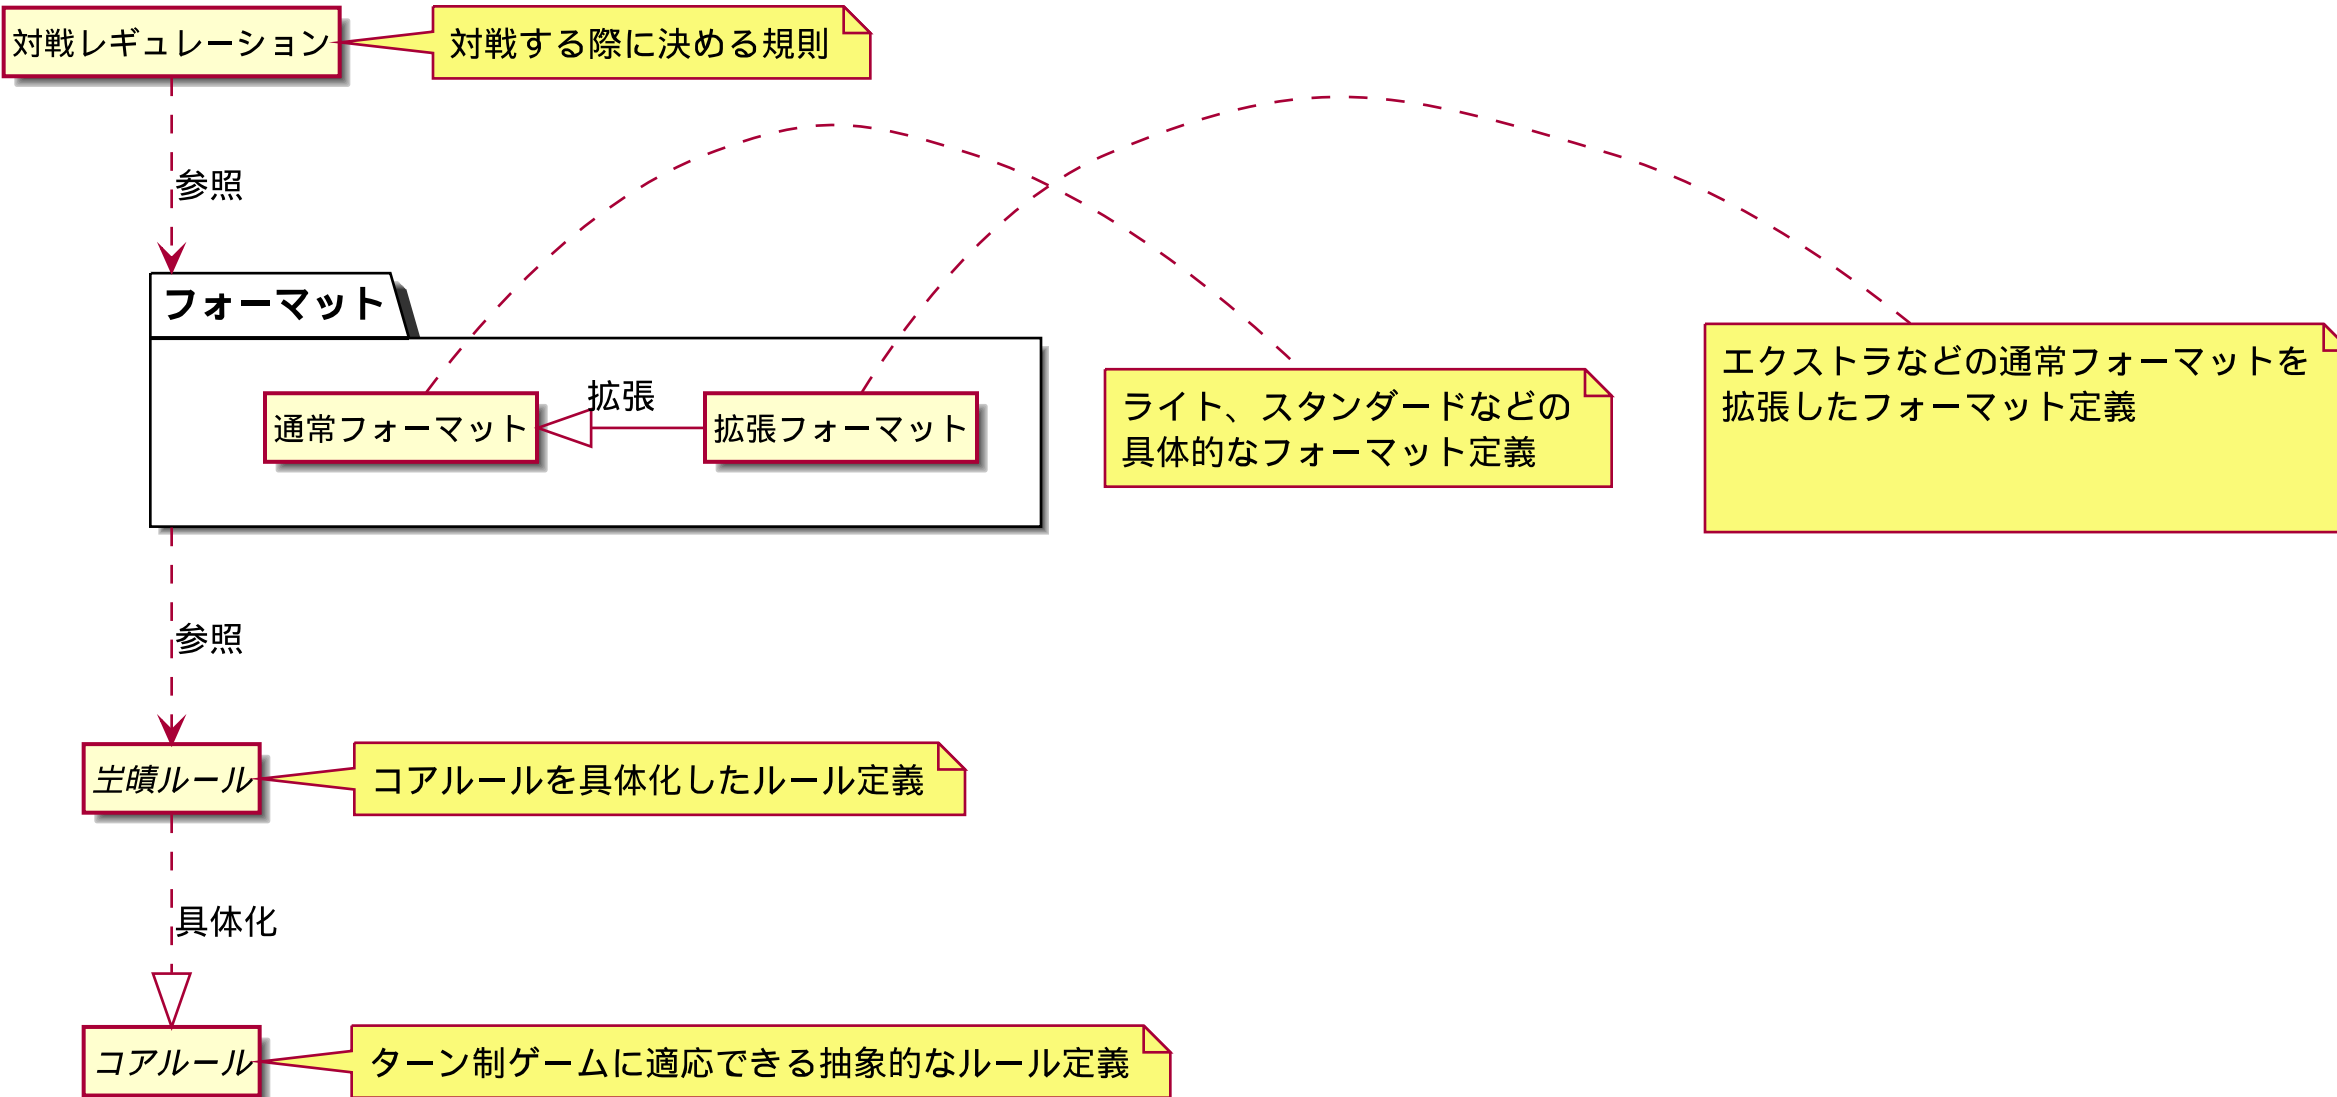 対戦レギュレーション
対戦する際に決める規則
参照
フォーマット
拡張
通常フォーマット
拡張フォーマット
ライト、スタンダードなどの
具体的なフォーマット定義
エクストラなどの通常フォーマットを
拡張したフォーマット定義
参照
ルール
コアルールを具体化したルール定義
具体化
コアルール
ターン制ゲームに適応できる抽象的なルール定義